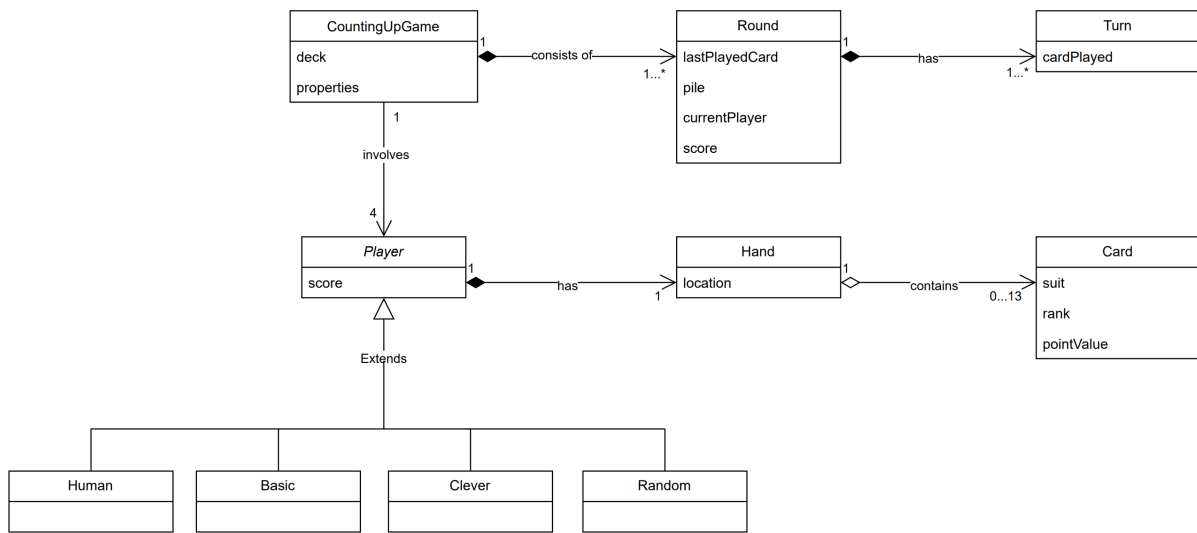 CountingUpGame
deck
properties
1
consists of
1...*
Round
lastPlayedCard
pile
currentPlayer
score
1
has
1...*
Turn
cardPlayed
1
involves
4
Player
score
1
has
1
Hand
location
1
contains
0...13
Card
suit
rank
pointValue
Extends
Human
Basic
Clever
Random